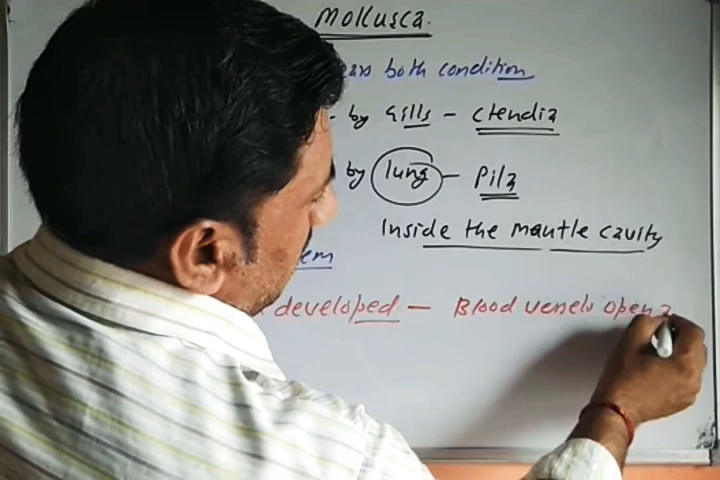 Mollusca.
ears both condition
- by Gills - Ctendia
by lung - Pila
Inside the mantle cavity
em
developed - Blood vessels open